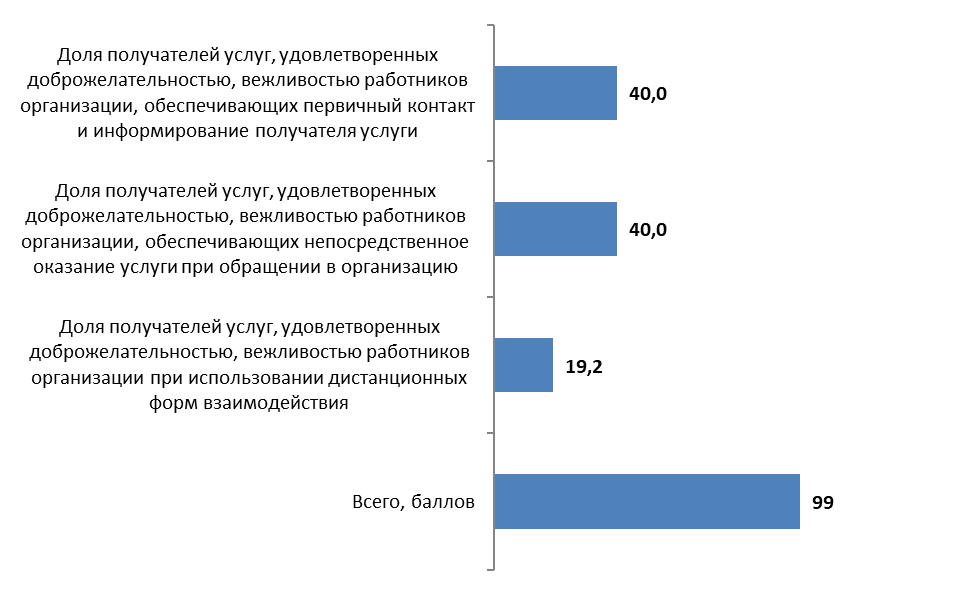 Доля получателей услуг, удовлетворенных
доброжелательностью, вежливостью работников
организации, обеспечивающих первичный контакт
и информирование получателя услуги
40,0
Доля получателей услуг, удовлетворенных
доброжелательностью, вежливостью работников
организации, обеспечивающих непосредственное
оказание услуги при обращении в организацию
40,0
Доля получателей услуг, удовлетворенных
доброжелательностью, вежливостью работников
организации при использовании дистанционных
форм взаимодействия
19,2
Всего, баллов
99